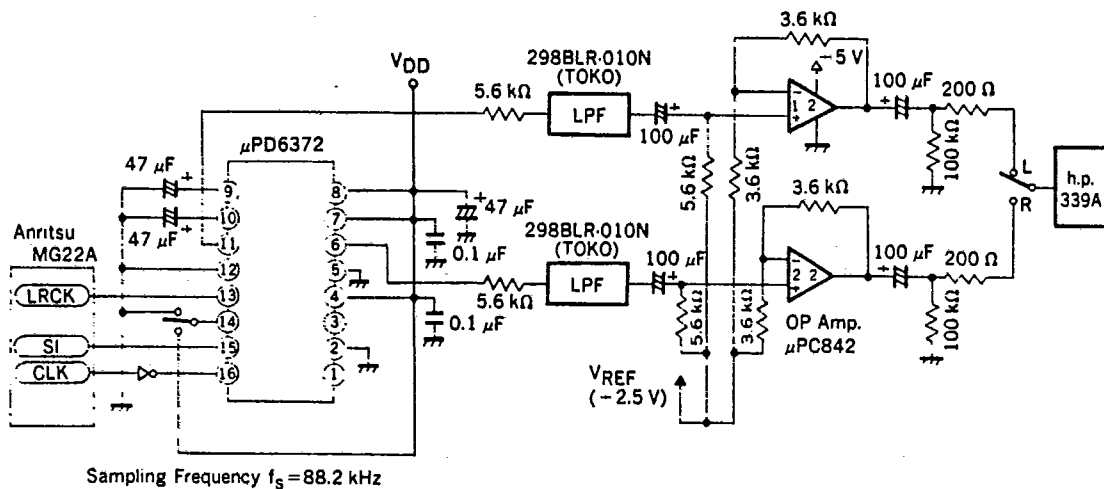 3.6 kΩ
298BLR·010N
(TOKO)
-5 V
VDD
5.6 kΩ
LPF
100 μF
+
-
1 2
+
100 μF
+
200 Ω
100 kΩ
μPD6372
47 μF
+
9
8
+
47 μF
10
7
47 μF
+
11
6
0.1 μF
5.6 kΩ
3.6 kΩ
3.6 kΩ
L
R
h.p.
339A
Anritsu
MG22A
12
5
298BLR·010N
(TOKO)
5.6 kΩ
LPF
100 μF
+
-
2 2
+
100 μF
+
200 Ω
100 kΩ
LRCK
13
4
14
3
0.1 μF
5.6 kΩ
3.6 kΩ
OP Amp.
μPC842
SI
15
2
CLK
16
1
VREF
(-2.5 V)
Sampling Frequency fS=88.2 kHz